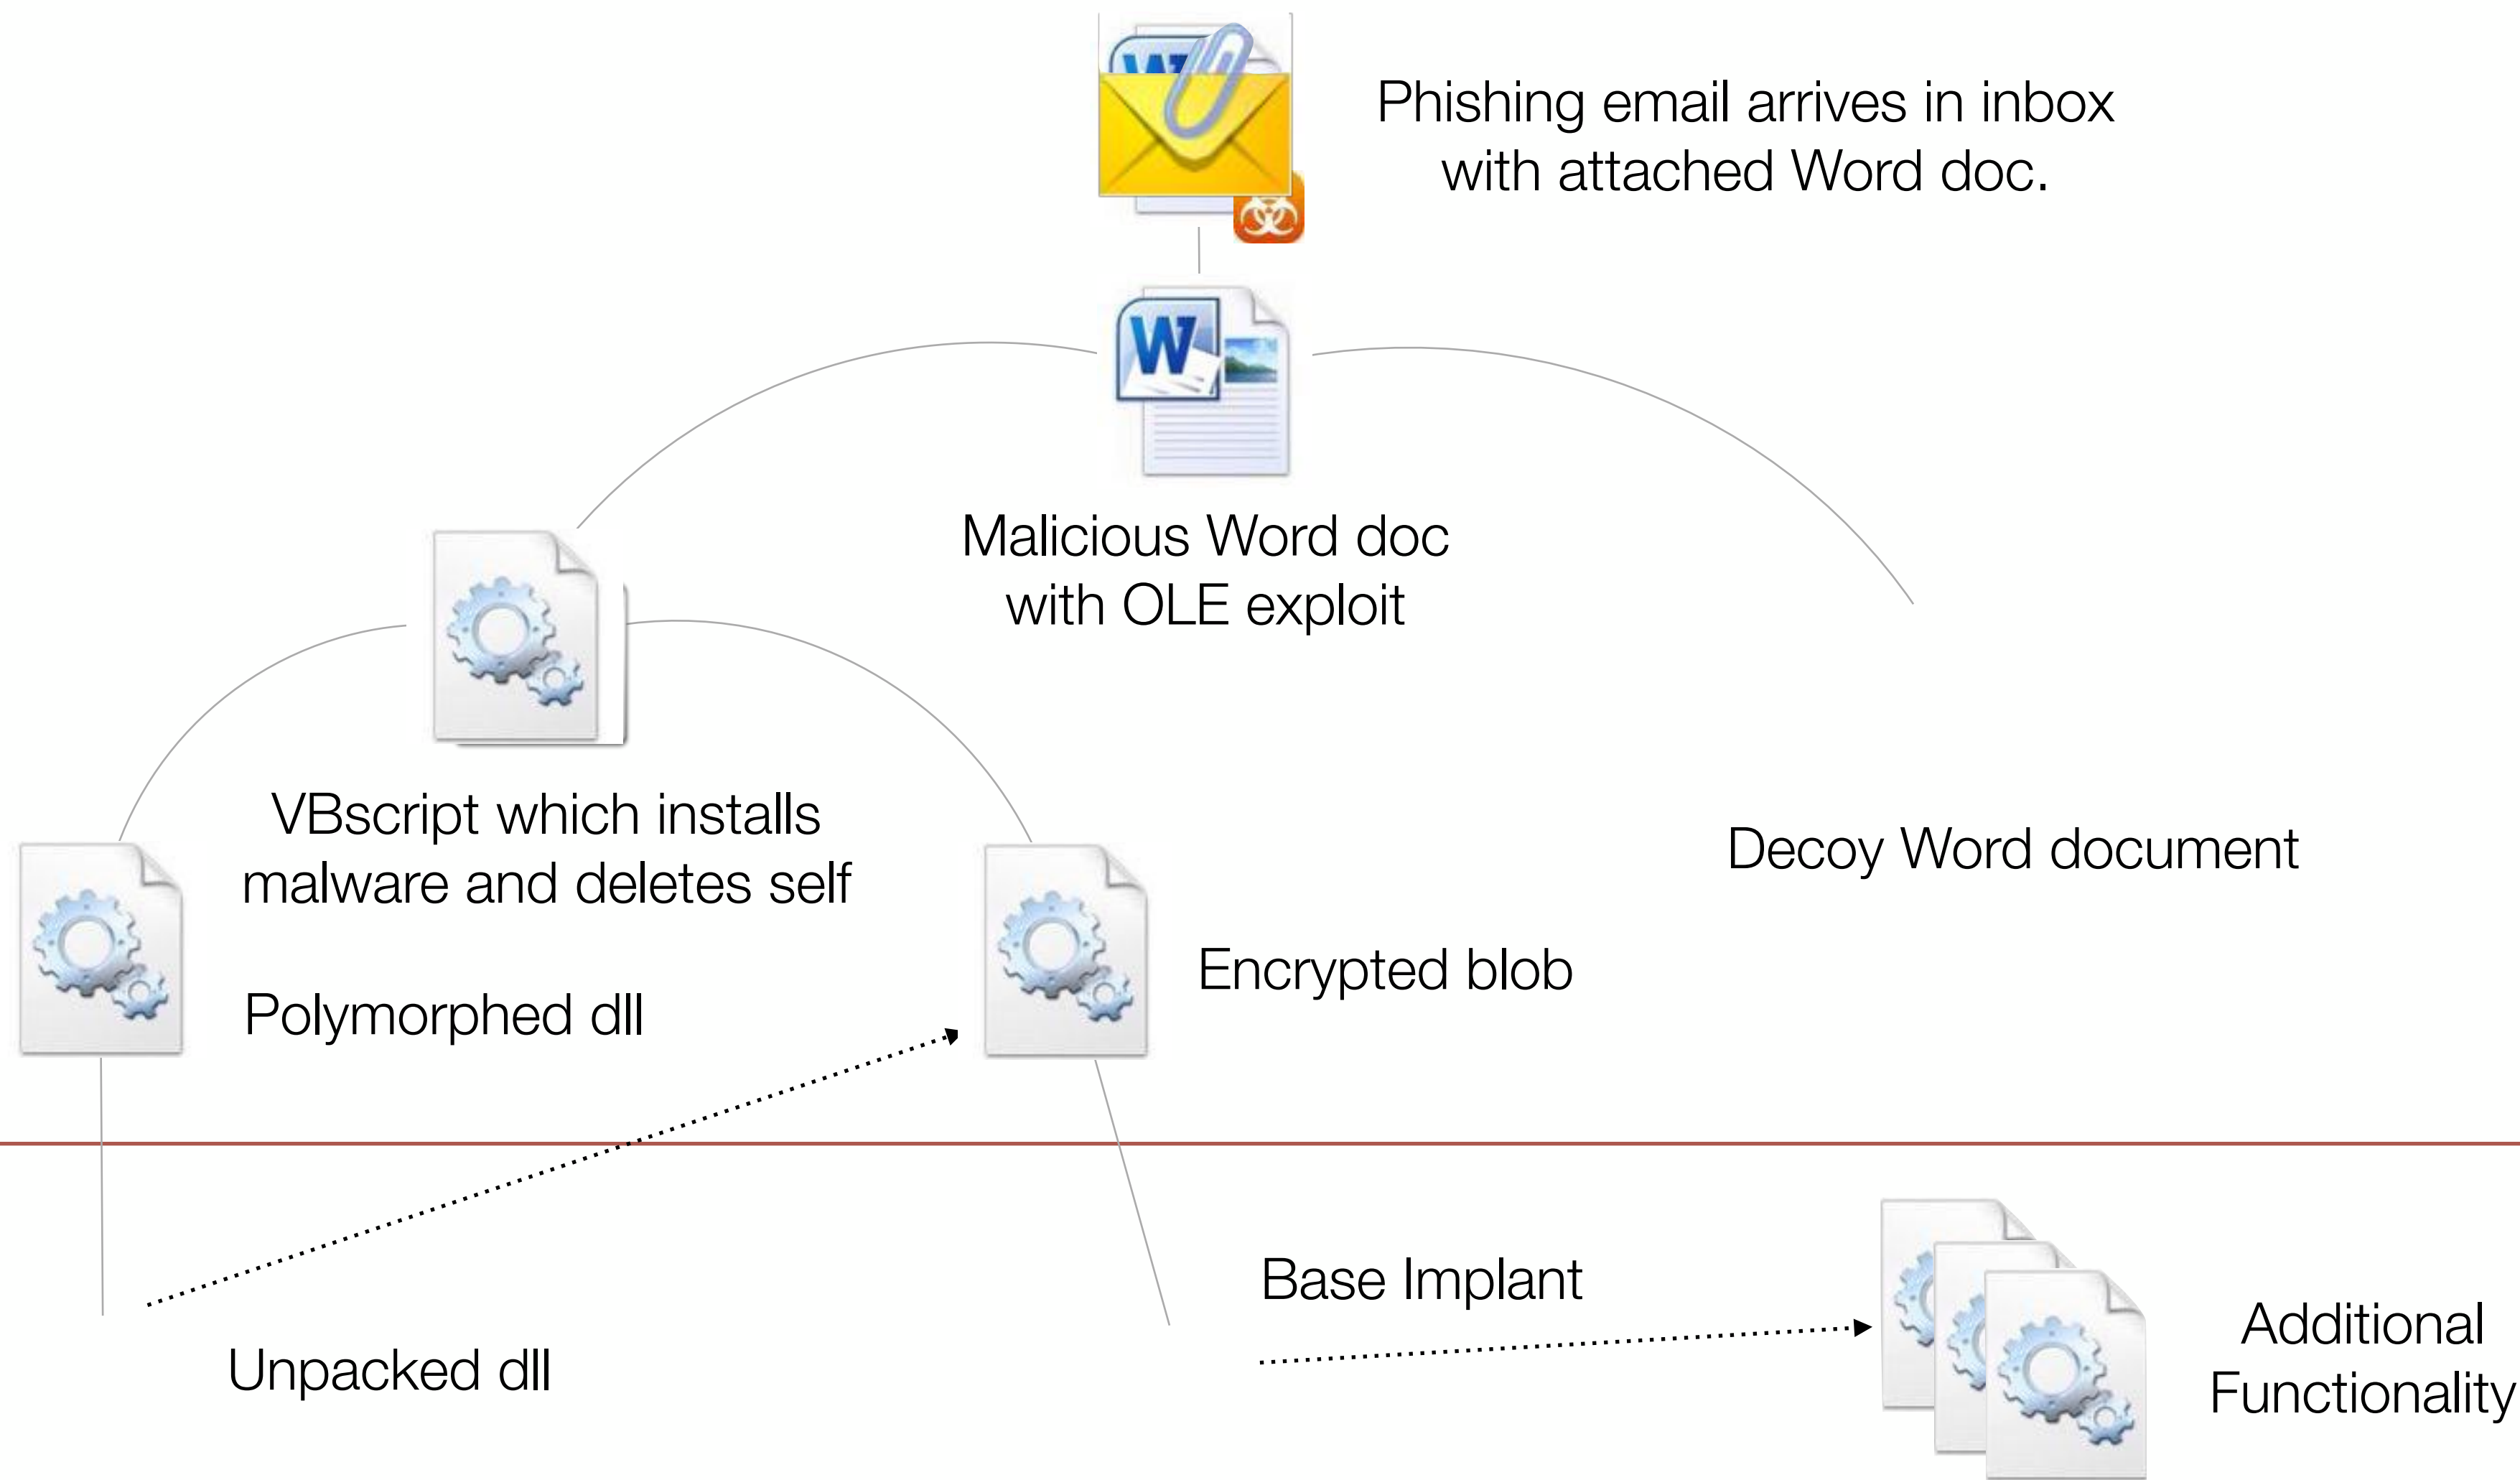 Phishing email arrives in inbox
with attached Word doc.
W
Malicious Word doc
with OLE exploit
VBscript which installs
malware and deletes self
Decoy Word document
Encrypted blob
Polymorphed dll
Base Implant
Additional
Functionality
Unpacked dll